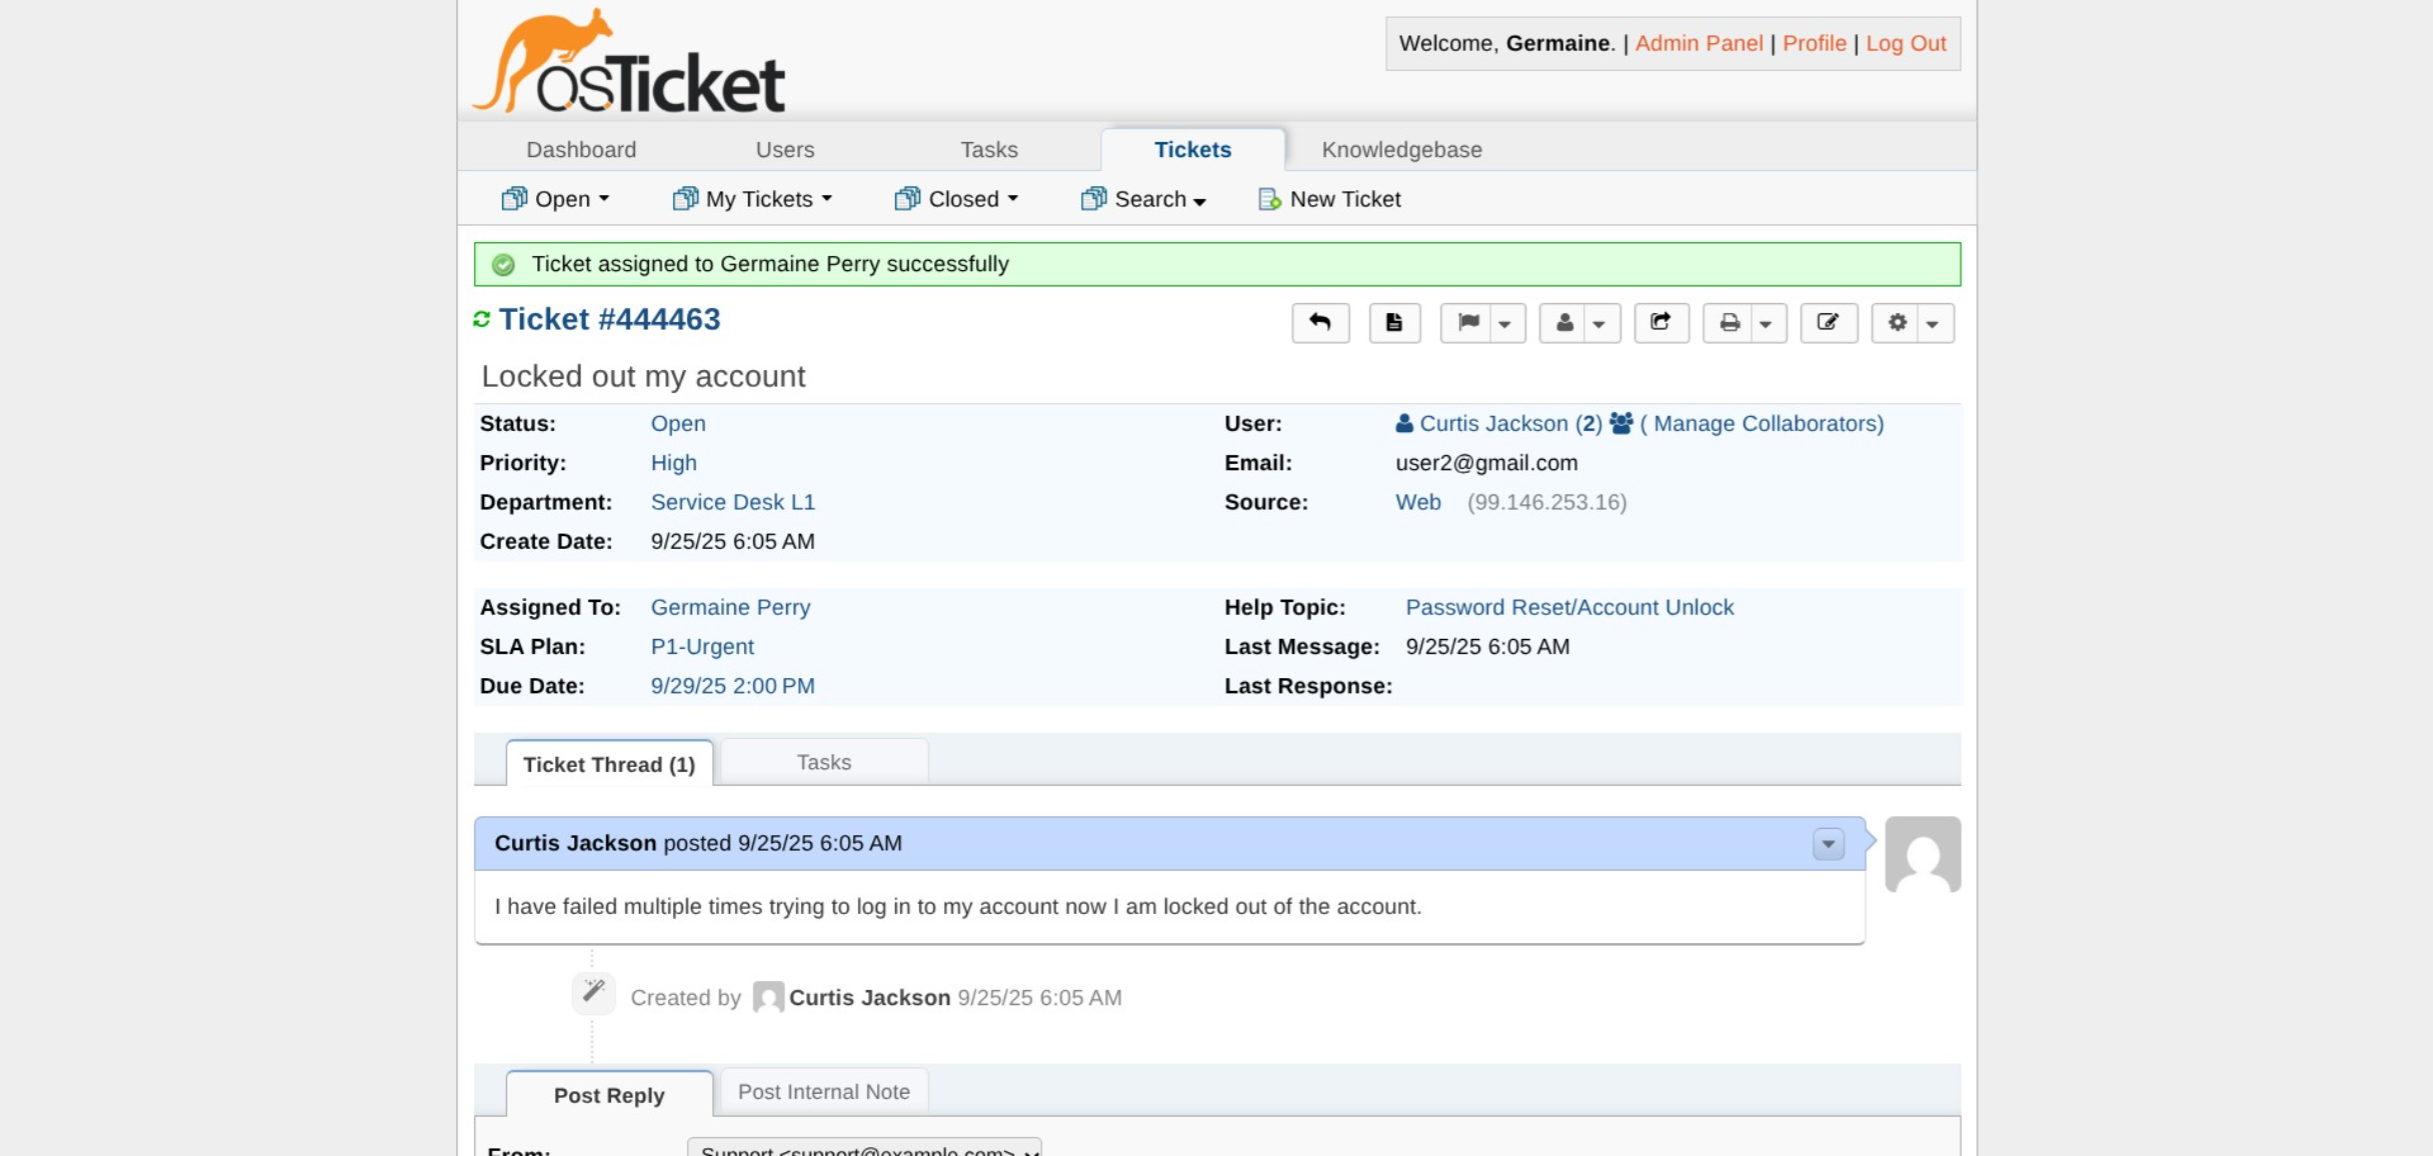 osTicket
Welcome, Germaine. | Admin Panel | Profile | Log Out
Dashboard Users Tasks Tickets Knowledgebase
Open My Tickets Closed Search New Ticket
Ticket assigned to Germaine Perry successfully
Ticket #444463
Locked out my account
Status: Open User: Curtis Jackson (2) ( Manage Collaborators)
Priority: High Email: user2@gmail.com
Department: Service Desk L1 Source: Web (99.146.253.16)
Create Date: 9/25/25 6:05 AM
Assigned To: Germaine Perry Help Topic: Password Reset/Account Unlock
SLA Plan: P1-Urgent Last Message: 9/25/25 6:05 AM
Due Date: 9/29/25 2:00 PM Last Response:
Ticket Thread (1) Tasks
Curtis Jackson posted 9/25/25 6:05 AM
I have failed multiple times trying to log in to my account now I am locked out of the account.
Created by Curtis Jackson 9/25/25 6:05 AM
Post Reply Post Internal Note
From: Support <support@example.com>